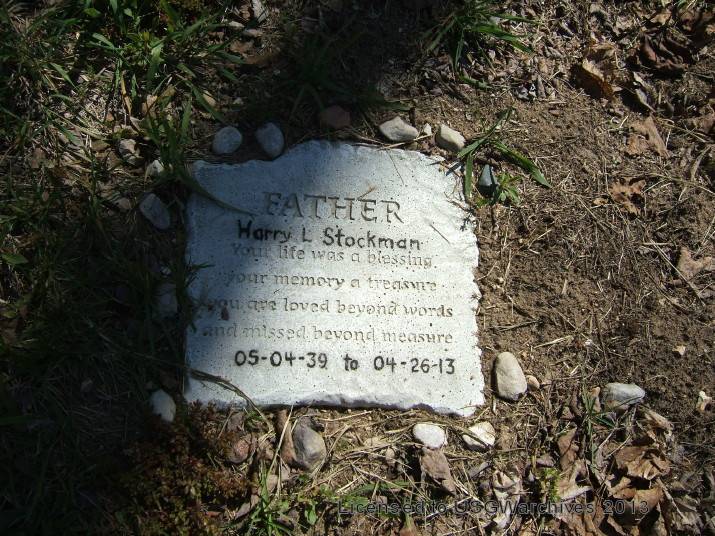 FATHER
Harry L Stockman
Your life was a blessing
your memory a treasure
you are loved beyond words
and missed beyond measure
05-04-39 to 04-26-13
Licensed to USGWarchives 2013